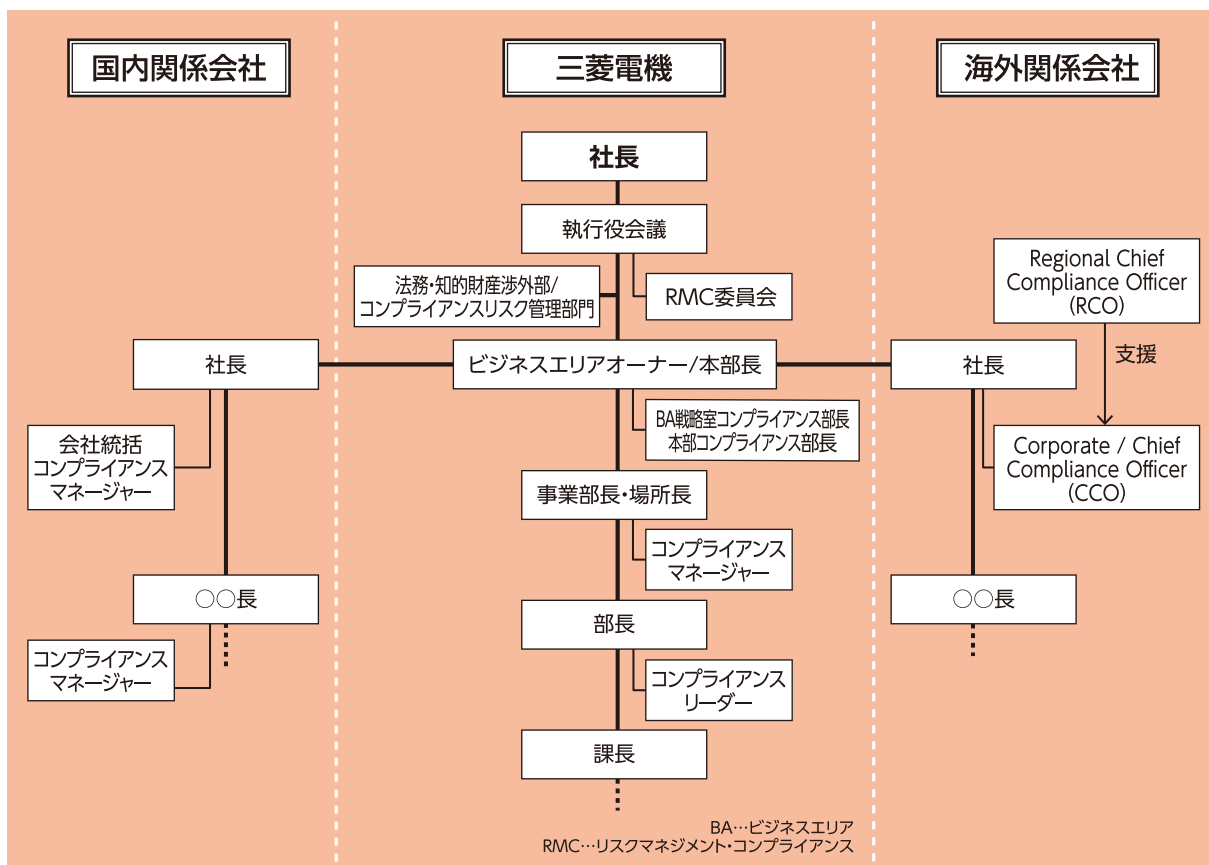 国内関係会社
三菱電機
海外関係会社
社長
執行役会議
法務・知的財産渉外部/
コンプライアンスリスク管理部門
RMC委員会
Regional Chief
Compliance Officer
(RCO)
支援
社長
ビジネスエリアオーナー/本部長
社長
BA戦略室コンプライアンス部長
本部コンプライアンス部長
会社統括
コンプライアンス
マネージャー
Corporate / Chief
Compliance Officer
(CCO)
事業部長・場所長
コンプライアンス
マネージャー
○○長
部長
○○長
コンプライアンス
マネージャー
コンプライアンス
リーダー
課長
BA…ビジネスエリア
RMC…リスクマネジメント・コンプライアンス